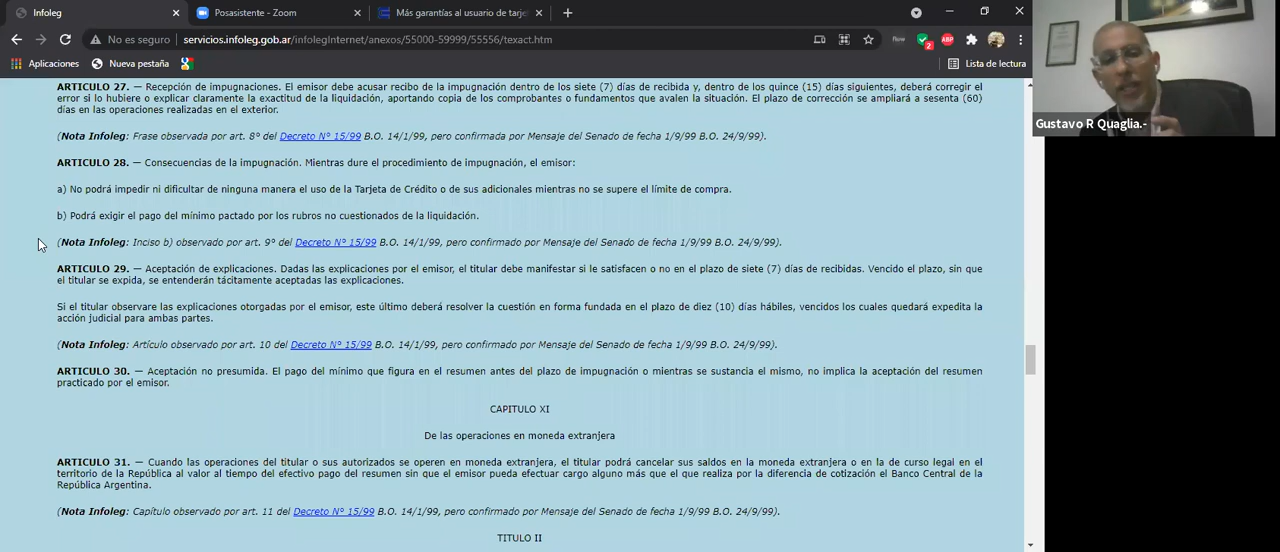 Infoleg
Posasistente - Zoom
Más garantías al usuario de tarje
No es seguro
servicios.infoleg.gob.ar/infolegInternet/anexos/55000-59999/55556/texact.htm
2
ABP
Aplicaciones
Nueva pestaña
Lista de lectura
ARTICULO 27. — Recepción de impugnaciones. El emisor debe acusar recibo de la impugnación dentro de los siete (7) días de recibida y, dentro de los quince (15) días siguientes, deberá corregir el
error si lo hubiere o explicar claramente la exactitud de la liquidación, aportando copia de los comprobantes o fundamentos que avalen la situación. El plazo de corrección se ampliará a sesenta (60)
días en las operaciones realizadas en el exterior.
(Nota Infoleg: Frase observada por art. 8° del Decreto N° 15/99 B.O. 14/1/99, pero confirmada por Mensaje del Senado de fecha 1/9/99 B.O. 24/9/99).
ARTICULO 28. — Consecuencias de la impugnación. Mientras dure el procedimiento de impugnación, el emisor:
a) No podrá impedir ni dificultar de ninguna manera el uso de la Tarjeta de Crédito o de sus adicionales mientras no se supere el límite de compra.
b) Podrá exigir el pago del mínimo pactado por los rubros no cuestionados de la liquidación.
(Nota Infoleg: Inciso b) observado por art. 9° del Decreto N° 15/99 B.O. 14/1/99, pero confirmado por Mensaje del Senado de fecha 1/9/99 B.O. 24/9/99).
ARTICULO 29. — Aceptación de explicaciones. Dadas las explicaciones por el emisor, el titular debe manifestar si le satisfacen o no en el plazo de siete (7) días de recibidas. Vencido el plazo, sin que
el titular se expida, se entenderán tácitamente aceptadas las explicaciones.
Si el titular observare las explicaciones otorgadas por el emisor, este último deberá resolver la cuestión en forma fundada en el plazo de diez (10) días hábiles, vencidos los cuales quedará expedita la
acción judicial para ambas partes.
(Nota Infoleg: Artículo observado por art. 10 del Decreto N° 15/99 B.O. 14/1/99, pero confirmado por Mensaje del Senado de fecha 1/9/99 B.O. 24/9/99).
ARTICULO 30. — Aceptación no presumida. El pago del mínimo que figura en el resumen antes del plazo de impugnación o mientras se sustancia el mismo, no implica la aceptación del resumen
practicado por el emisor.
CAPITULO XI
De las operaciones en moneda extranjera
ARTICULO 31. — Cuando las operaciones del titular o sus autorizados se operen en moneda extranjera, el titular podrá cancelar sus saldos en la moneda extranjera o en la de curso legal en el
territorio de la República al valor al tiempo del efectivo pago del resumen sin que el emisor pueda efectuar cargo alguno más que el que realiza por la diferencia de cotización el Banco Central de la
República Argentina.
(Nota Infoleg: Capítulo observado por art. 11 del Decreto N° 15/99 B.O. 14/1/99, pero confirmado por Mensaje del Senado de fecha 1/9/99 B.O. 24/9/99).
TITULO II
Gustavo R Quaglia.-